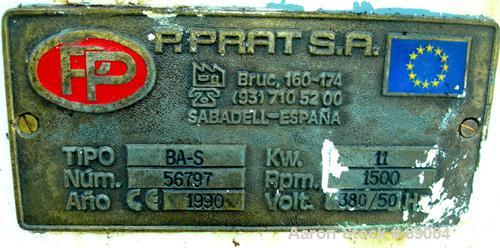 P.PRAT S.A.
PP
Bruc, 160-174
(93) 710 52 00
SABADELL-ESPAÑA
TIPO BA-S Kw. 11
Núm. 56797 Rpm. 1500
Año CE 1990 Volt. 380/50 H